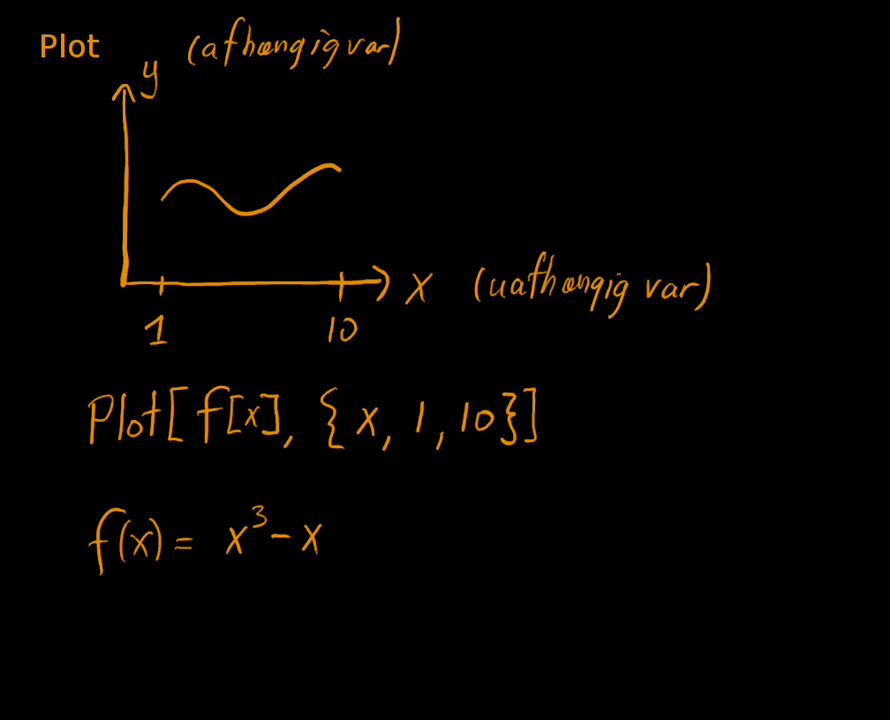 Plot (afhængig var)
y
x (uafhængig var)
1 10
Plot[f[x], {x, 1, 10}]
f(x) = x³ - x